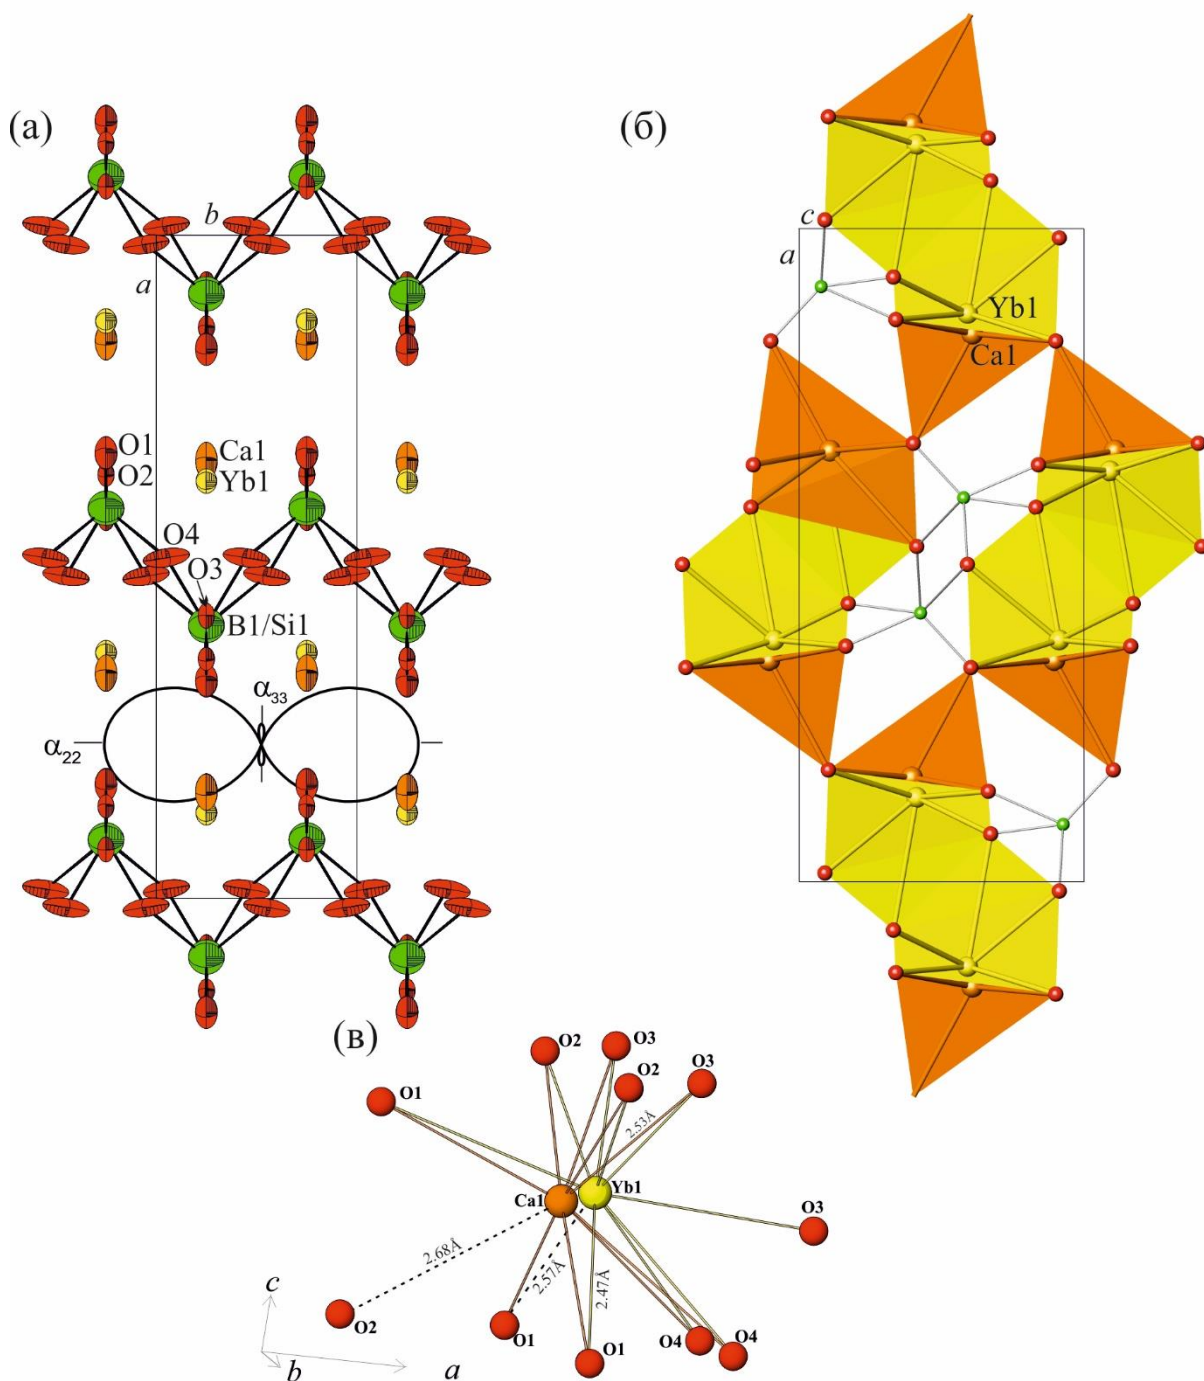 (а)
b
a
O1
O2
Ca1
Yb1
O4
O3
B1/Si1
α33
α22
(б)
c
a
Yb1
Ca1
(в)
O2
O3
O3
O2
O1
2.53Å
Ca1
Yb1
O3
2.68Å
2.57Å
2.47Å
c
O2
O1
O1
O4
O4
b
a